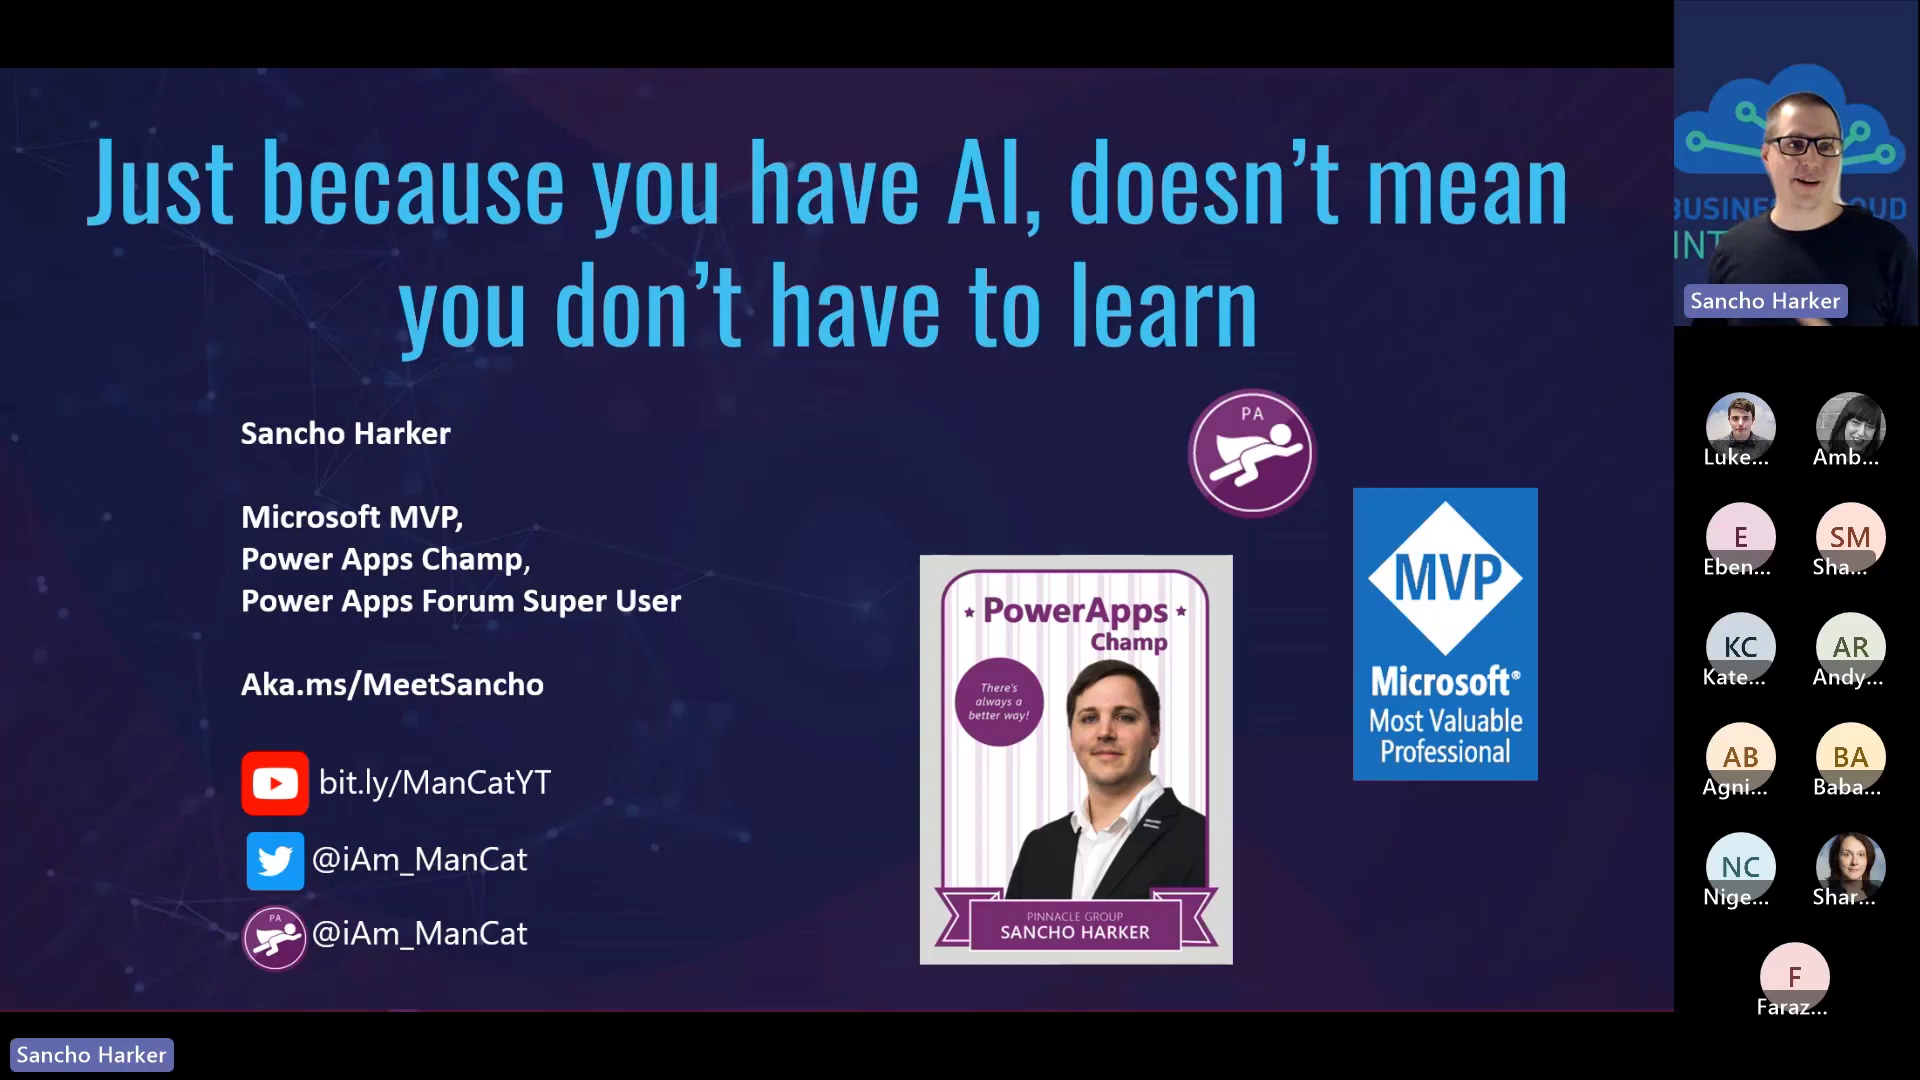 Just because you have AI, doesn’t mean
you don’t have to learn
Sancho Harker
Microsoft MVP,
Power Apps Champ,
Power Apps Forum Super User
Aka.ms/MeetSancho
bit.ly/ManCatYT
@iAm_ManCat
PA
@iAm_ManCat
PA
PowerApps
Champ
There's
always a
better way!
PINNACLE GROUP
SANCHO HARKER
MVP
Microsoft®
Most Valuable
Professional
Sancho Harker
Luke...
Amb...
E
Eben...
SM
Sha...
KC
Kate...
AR
Andy...
AB
Agni...
BA
Baba...
NC
Nige...
Shar...
F
Faraz...
Sancho Harker